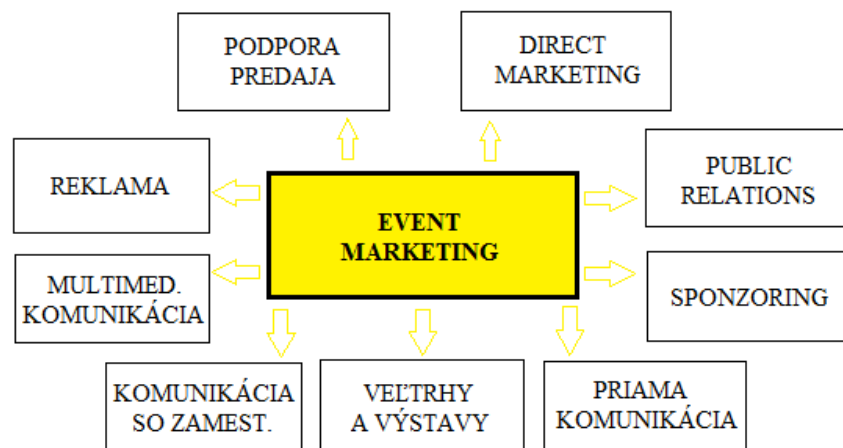 PODPORA
PREDAJA
DIRECT
MARKETING
REKLAMA
PUBLIC
RELATIONS
EVENT
MARKETING
MULTIMED.
KOMUNIKÁCIA
SPONZORING
KOMUNIKÁCIA
SO ZAMEST.
VEĽTRHY
A VÝSTAVY
PRIAMA
KOMUNIKÁCIA